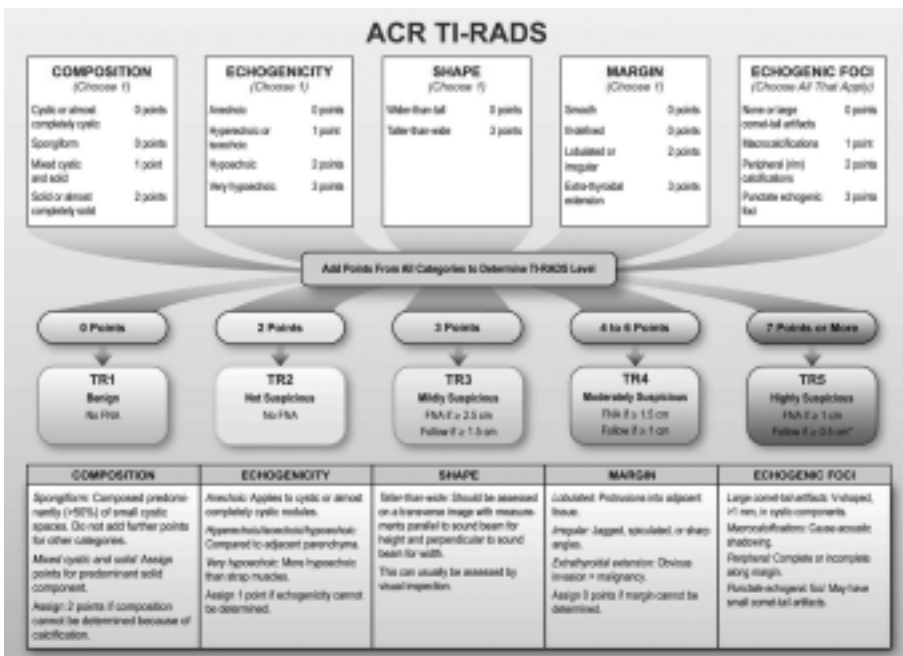 ACR TI-RADS
COMPOSITION
(Choose 1)
Cystic or almost 0 points
completely cystic
Spongiform 0 points
Mixed cystic 1 point
and solid
Solid or almost 2 points
completely solid
ECHOGENICITY
(Choose 1)
Anechoic 0 points
Hyperechoic or 1 point
isoechoic
Hypoechoic 2 points
Very hypoechoic 3 points
SHAPE
(Choose 1)
Wider-than-tall 0 points
Taller-than-wide 3 points
MARGIN
(Choose 1)
Smooth 0 points
Ill-defined 0 points
Lobulated or 2 points
irregular
Extra-thyroidal 3 points
extension
ECHOGENIC FOCI
(Choose All That Apply)
None or large 0 points
comet-tail artifacts
Macrocalcifications 1 point
Peripheral (rim) 2 points
calcifications
Punctate echogenic 3 points
foci
Add Points From All Categories to Determine TI-RADS Level
0 Points
2 Points
3 Points
4 to 6 Points
7 Points or More
TR1
Benign
No FNA
TR2
Not Suspicious
No FNA
TR3
Mildly Suspicious
FNA if ≥ 2.5 cm
Follow if ≥ 1.5 cm
TR4
Moderately Suspicious
FNA if ≥ 1.5 cm
Follow if ≥ 1 cm
TR5
Highly Suspicious
FNA if ≥ 1 cm
Follow if ≥ 0.5 cm*
COMPOSITION
Spongiform: Composed predomi-
nantly (>50%) of small cystic
spaces. Do not add further points
for other categories.
Mixed cystic and solid: Assign
points for predominant solid
component.
Assign 2 points if composition
cannot be determined because of
calcification.
ECHOGENICITY
Anechoic: Applies to cystic or almost
completely cystic nodules.
Hyperechoic/isoechoic/hypoechoic:
Compared to adjacent parenchyma.
Very hypoechoic: More hypoechoic
than strap muscles.
Assign 1 point if echogenicity cannot
be determined.
SHAPE
Taller-than-wide: Should be assessed
on a transverse image with measure-
ments parallel to sound beam for
height and perpendicular to sound
beam for width.
This can usually be assessed by
visual inspection.
MARGIN
Lobulated: Protrusions into adjacent
tissue.
Irregular: Jagged, spiculated, or sharp
angles.
Extrathyroidal extension: Obvious
invasion = malignancy.
Assign 0 points if margin cannot be
determined.
ECHOGENIC FOCI
Large comet-tail artifacts: V-shaped,
>1 mm, in cystic components.
Macrocalcifications: Cause acoustic
shadowing.
Peripheral: Complete or incomplete
along margin.
Punctate echogenic foci: May have
small comet-tail artifacts.